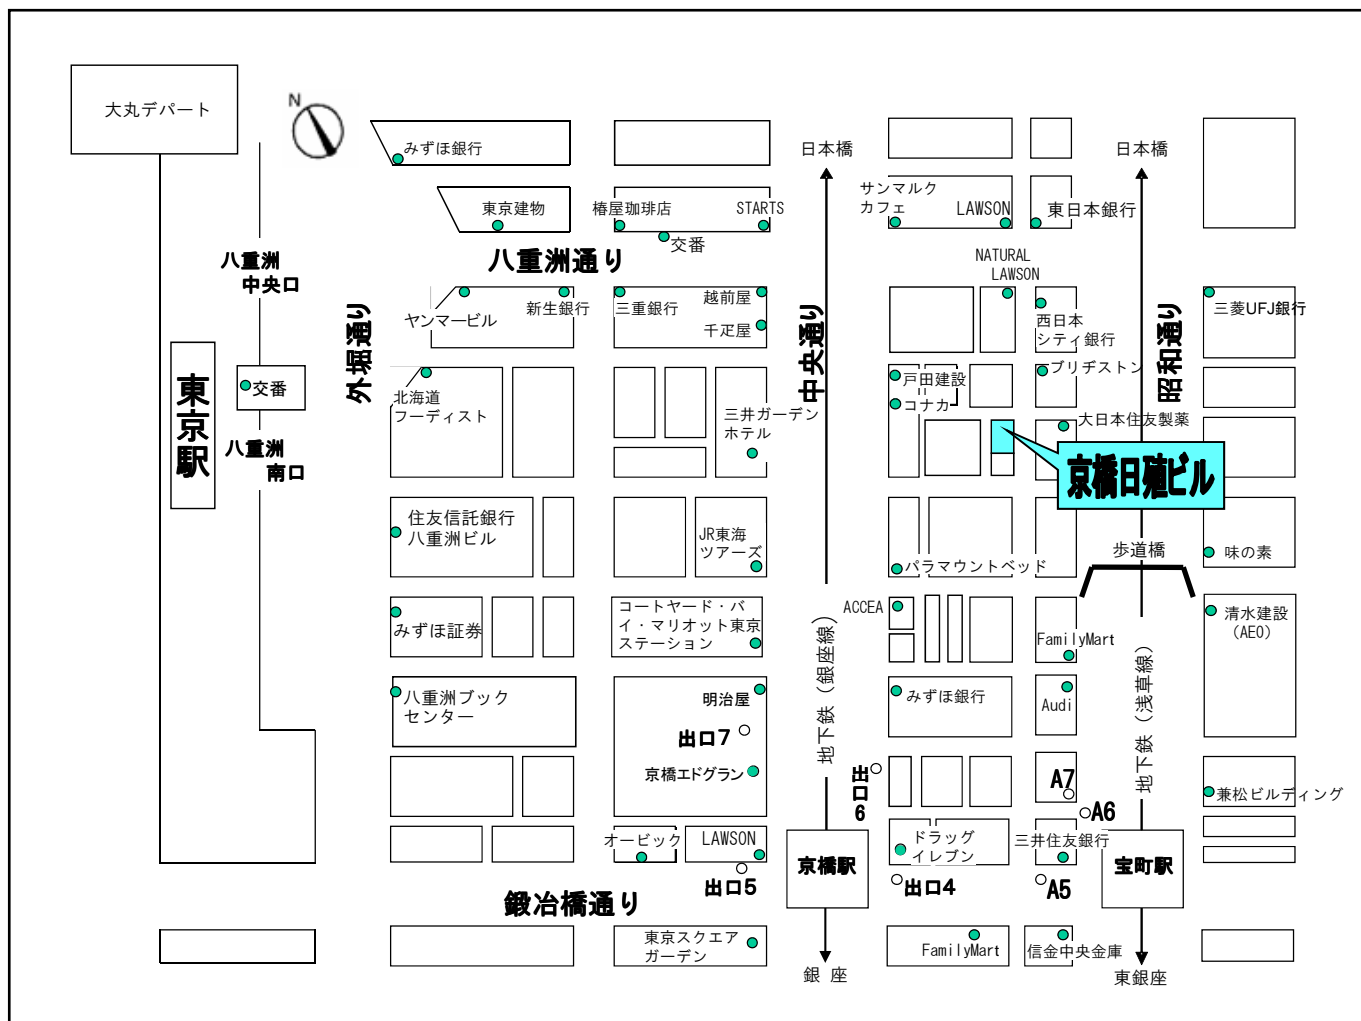 大丸デパート
N
みずほ銀行
日本橋
日本橋
東京建物
椿屋珈琲店
STARTS
交番
サンマルク
カフェ
LAWSON
東日本銀行
八重洲通り
八重洲
中央口
NATURAL
LAWSON
外堀通り
ヤンマービル
新生銀行
三重銀行
越前屋
千疋屋
中央通り
西日本
シティ銀行
昭和通り
三菱UFJ銀行
東京駅
交番
八重洲
南口
北海道
フーディスト
三井ガーデン
ホテル
戸田建設
コナカ
ブリヂストン
大日本住友製薬
京橋日殖ビル
住友信託銀行
八重洲ビル
JR東海
ツアーズ
パラマウントベッド
歩道橋
味の素
みずほ証券
コートヤード・バ
イ・マリオット東京
ステーション
ACCEA
FamilyMart
清水建設
(AEO)
地下鉄（銀座線）
地下鉄（浅草線）
八重洲ブック
センター
明治屋
出口7
京橋エドグラン
みずほ銀行
Audi
出口6
A7
A6
兼松ビルディング
オービック
LAWSON
出口5
京橋駅
ドラッグ
イレブン
出口4
三井住友銀行
A5
宝町駅
鍛冶橋通り
東京スクエア
ガーデン
銀 座
FamilyMart
信金中央金庫
東銀座